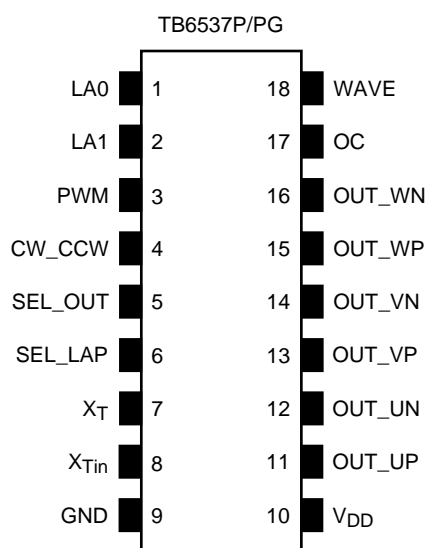 TB6537P/PG
LA0 1 18 WAVE
LA1 2 17 OC
PWM 3 16 OUT_WN
CW_CCW 4 15 OUT_WP
SEL_OUT 5 14 OUT_VN
SEL_LAP 6 13 OUT_VP
XT 7 12 OUT_UN
XTin 8 11 OUT_UP
GND 9 10 VDD